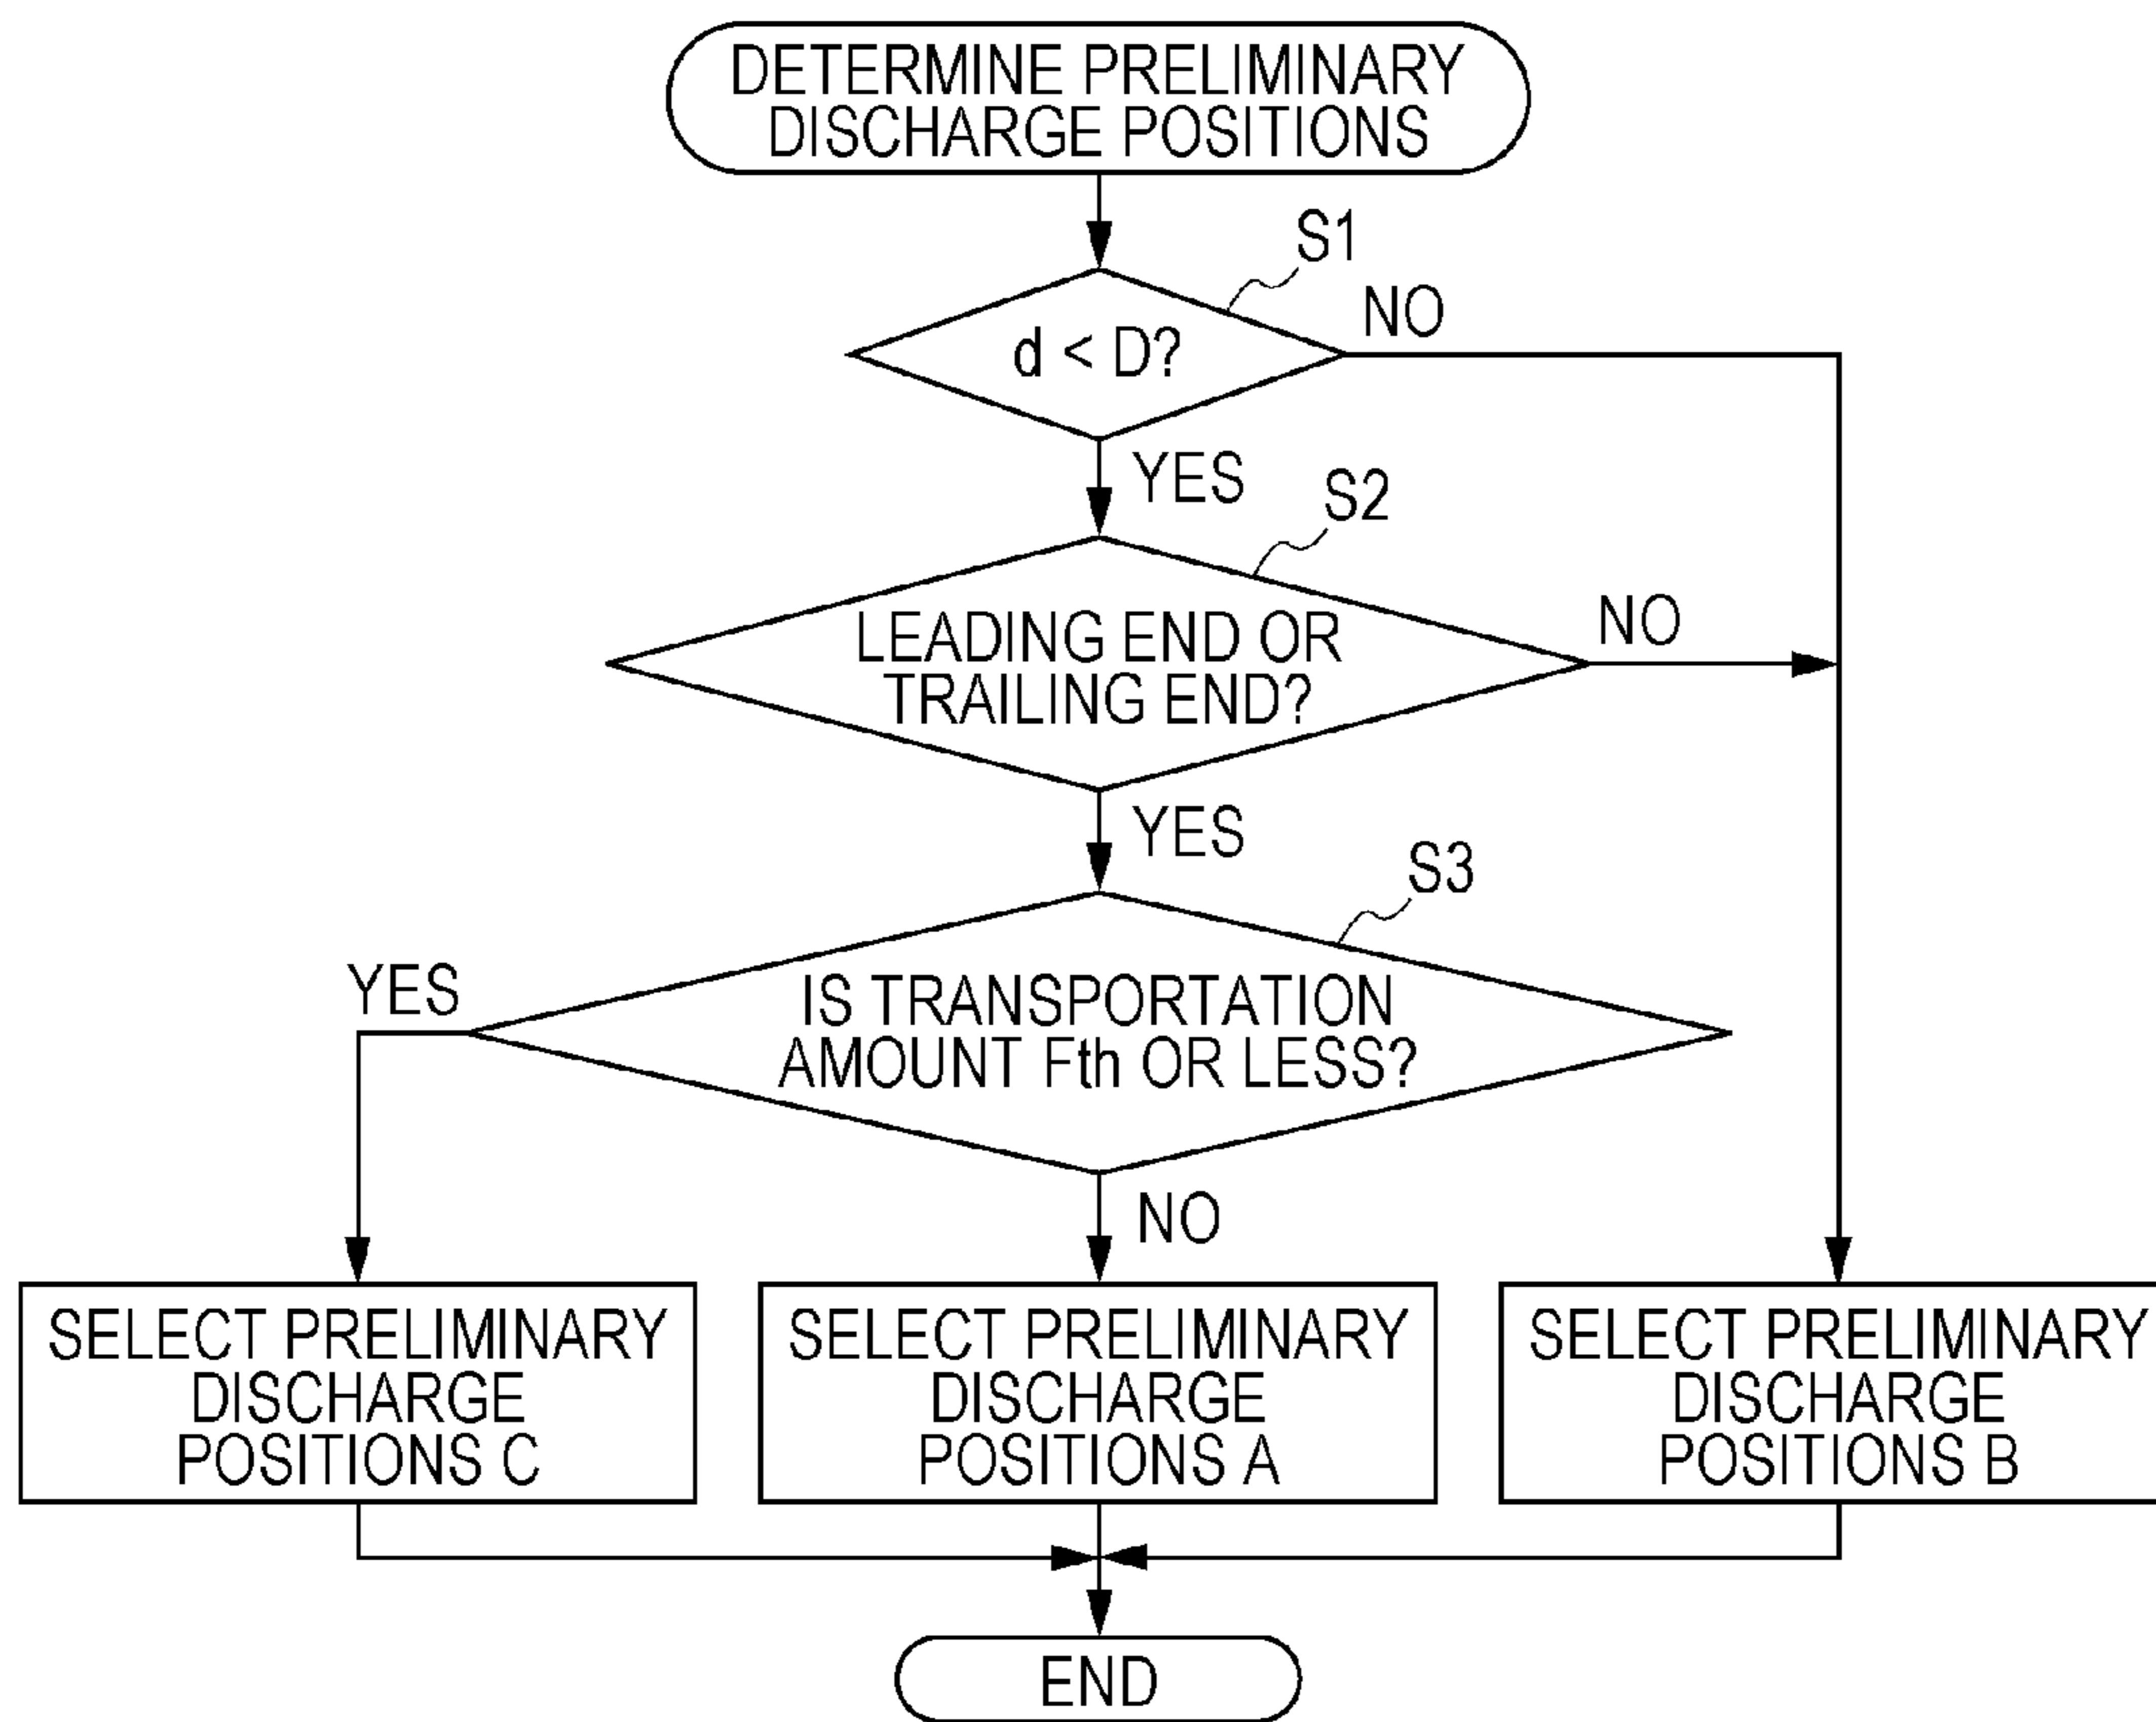 DETERMINE PRELIMINARY
DISCHARGE POSITIONS
S1
d < D?
NO
YES
S2
LEADING END OR
TRAILING END?
NO
YES
S3
IS TRANSPORTATION
AMOUNT Fth OR LESS?
YES
NO
SELECT PRELIMINARY
DISCHARGE
POSITIONS C
SELECT PRELIMINARY
DISCHARGE
POSITIONS A
SELECT PRELIMINARY
DISCHARGE
POSITIONS B
END